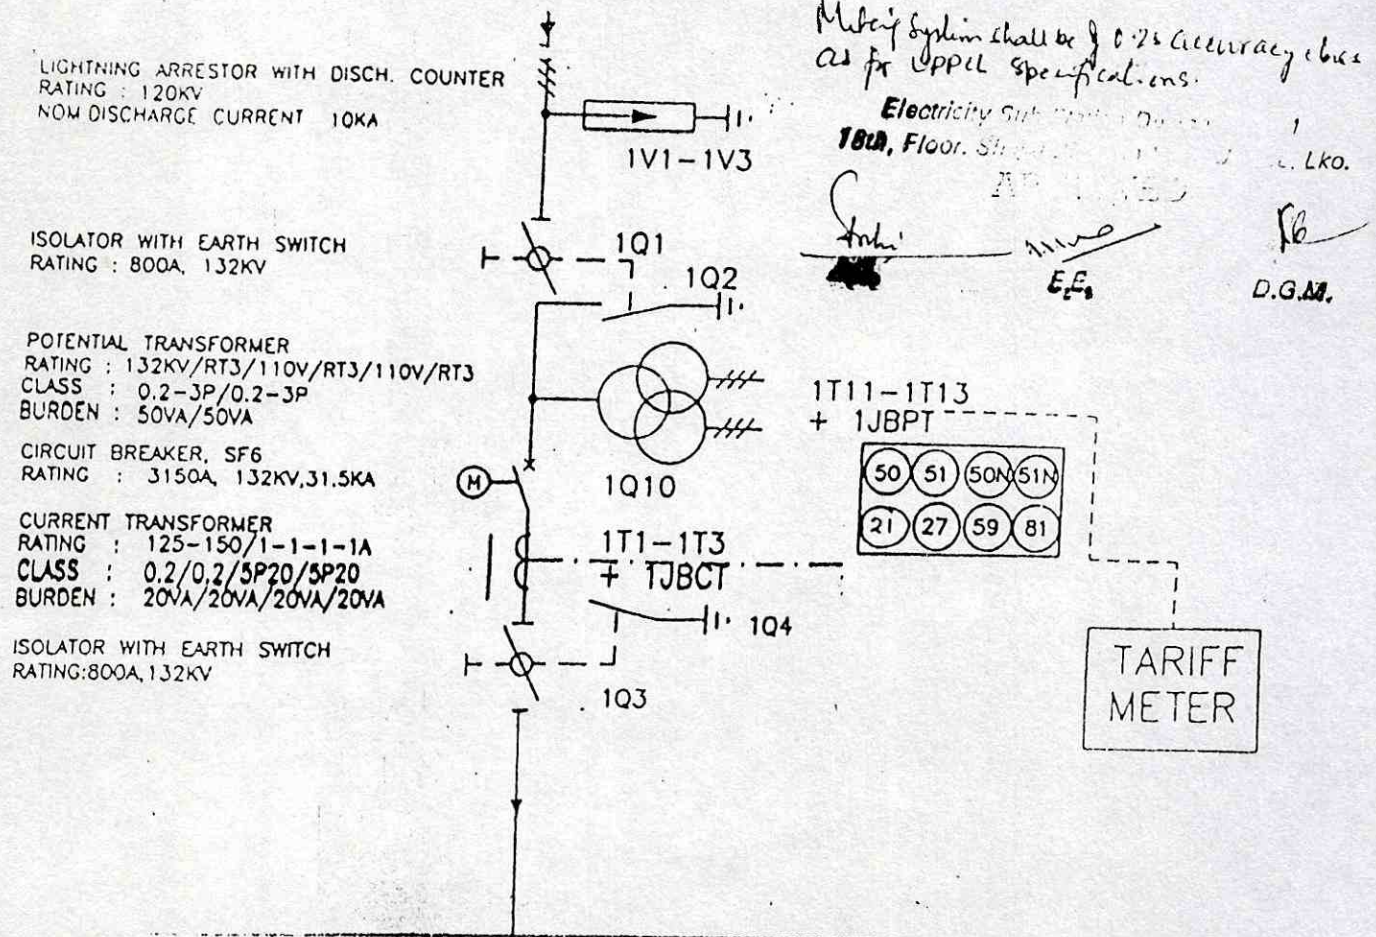 Metering System shall be of 0.2s accuracy class
as per UPPCL specifications.
Electricity Sub
18th, Floor. Lko.
E.E.
D.G.M.
LIGHTNING ARRESTOR WITH DISCH. COUNTER
RATING : 120KV
NOM DISCHARGE CURRENT 10KA
1V1-1V3
ISOLATOR WITH EARTH SWITCH
RATING : 800A, 132KV
1Q1
1Q2
POTENTIAL TRANSFORMER
RATING : 132KV/RT3/110V/RT3/110V/RT3
CLASS : 0.2-3P/0.2-3P
BURDEN : 50VA/50VA
1T11-1T13
+ 1JBPT
CIRCUIT BREAKER, SF6
RATING : 3150A, 132KV,31.5KA
M
1Q10
50 51 50N 51N
21 27 59 81
CURRENT TRANSFORMER
RATING : 125-150/1-1-1-1A
CLASS : 0.2/0.2/5P20/5P20
BURDEN : 20VA/20VA/20VA/20VA
1T1-1T3
+ 1JBCT
1Q4
ISOLATOR WITH EARTH SWITCH
RATING:800A,132KV
1Q3
TARIFF
METER